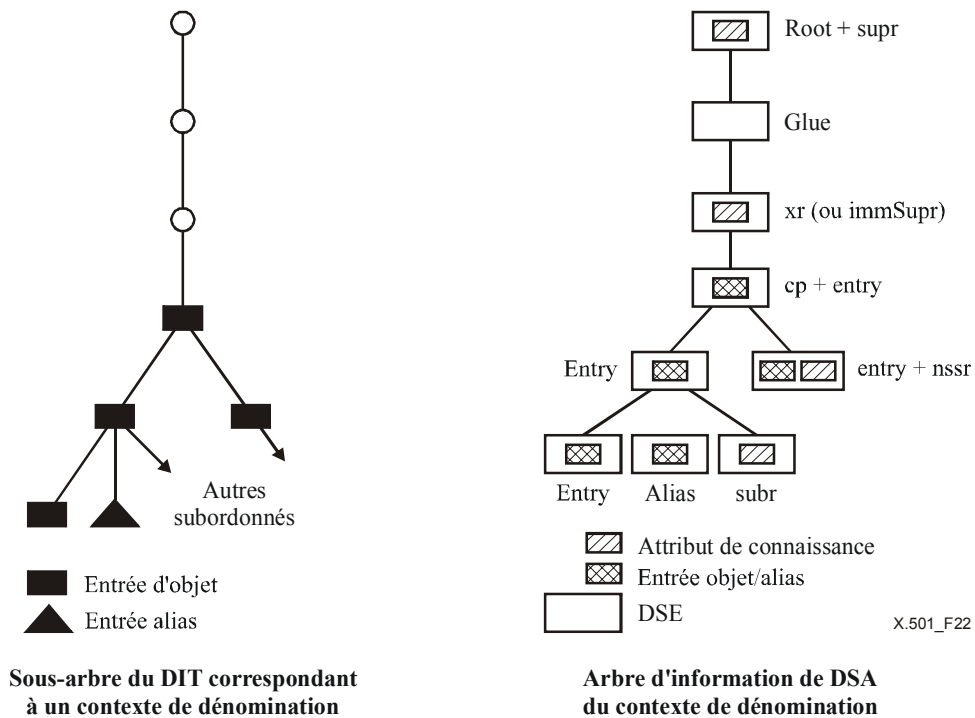 Root + supr
Glue
xr (ou immSupr)
cp + entry
Entry
entry + nssr
Autres
subordonnés
Entry
Alias
subr
Entrée d'objet
Entrée alias
Attribut de connaissance
Entrée objet/alias
DSE
X.501_F22
Sous-arbre du DIT correspondant
à un contexte de dénomination
Arbre d'information de DSA
du contexte de dénomination